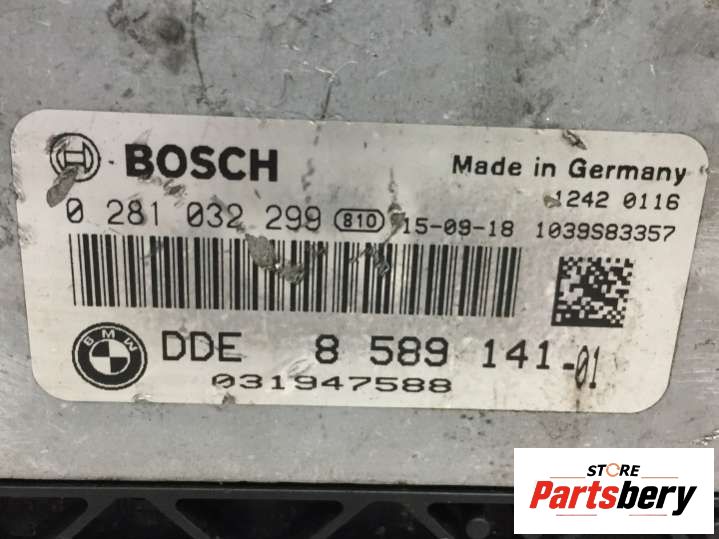 BOSCH Made in Germany
1242 0116
0 281 032 299 810 15-09-18 1039S83357
BMW DDE 8 589 141-01
031947588
STORE
Partsbery